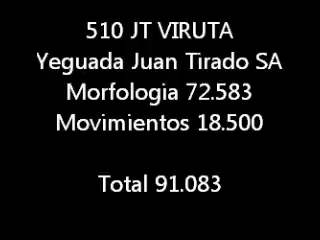 510 JT VIRUTA
Yeguada Juan Tirado SA
Morfologia 72.583
Movimientos 18.500
Total 91.083